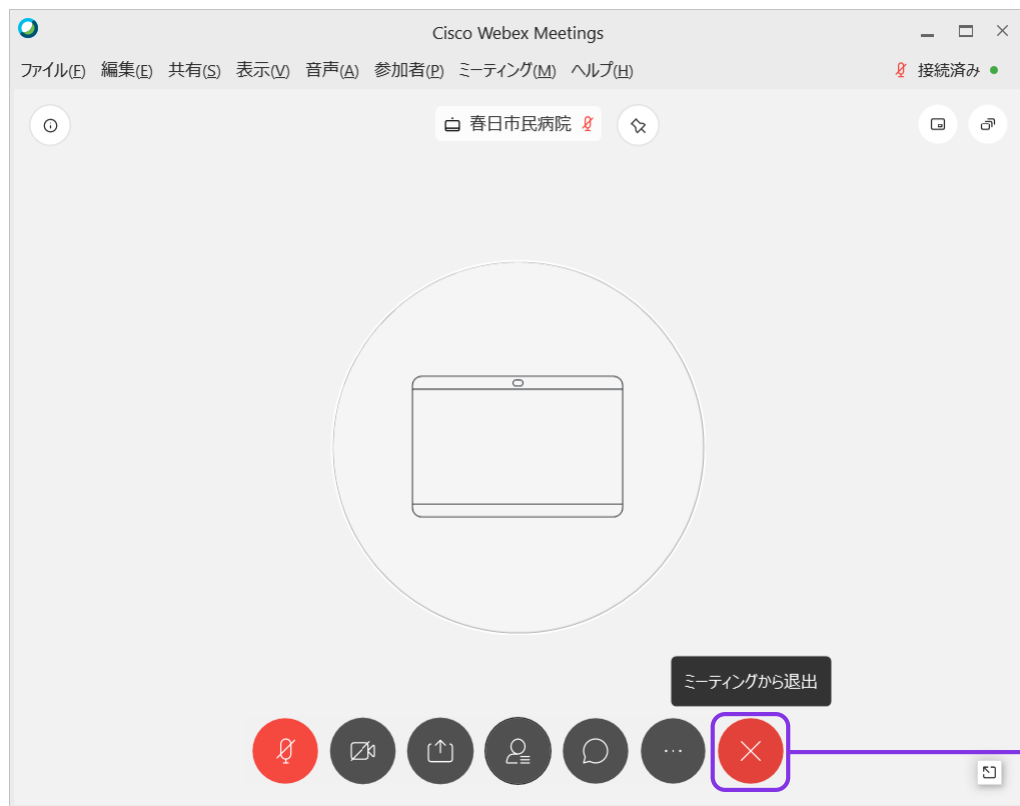 Cisco Webex Meetings
ファイル(F) 編集(E) 共有(S) 表示(V) 音声(A) 参加者(P) ミーティング(M) ヘルプ(H) 接続済み
春日市民病院
ミーティングから退出